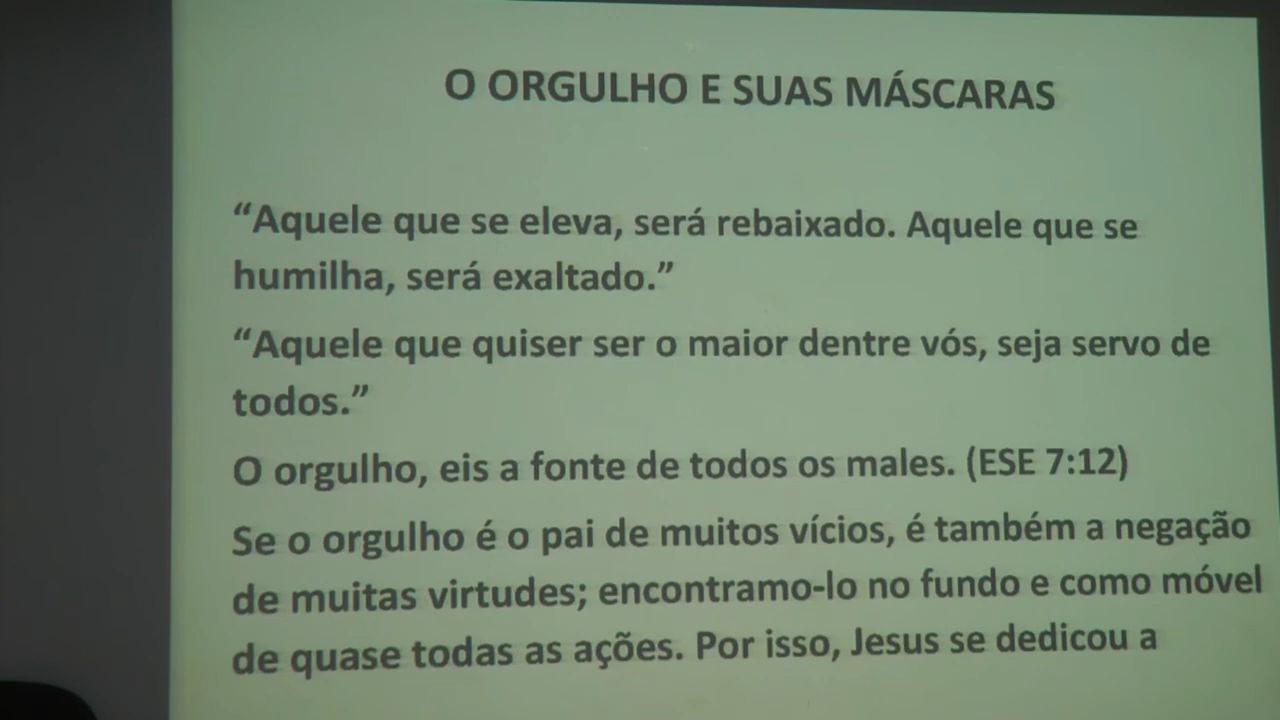 O ORGULHO E SUAS MÁSCARAS
“Aquele que se eleva, será rebaixado. Aquele que se
humilha, será exaltado.”
“Aquele que quiser ser o maior dentre vós, seja servo de
todos.”
O orgulho, eis a fonte de todos os males. (ESE 7:12)
Se o orgulho é o pai de muitos vícios, é também a negação
de muitas virtudes; encontramo-lo no fundo e como móvel
de quase todas as ações. Por isso, Jesus se dedicou a